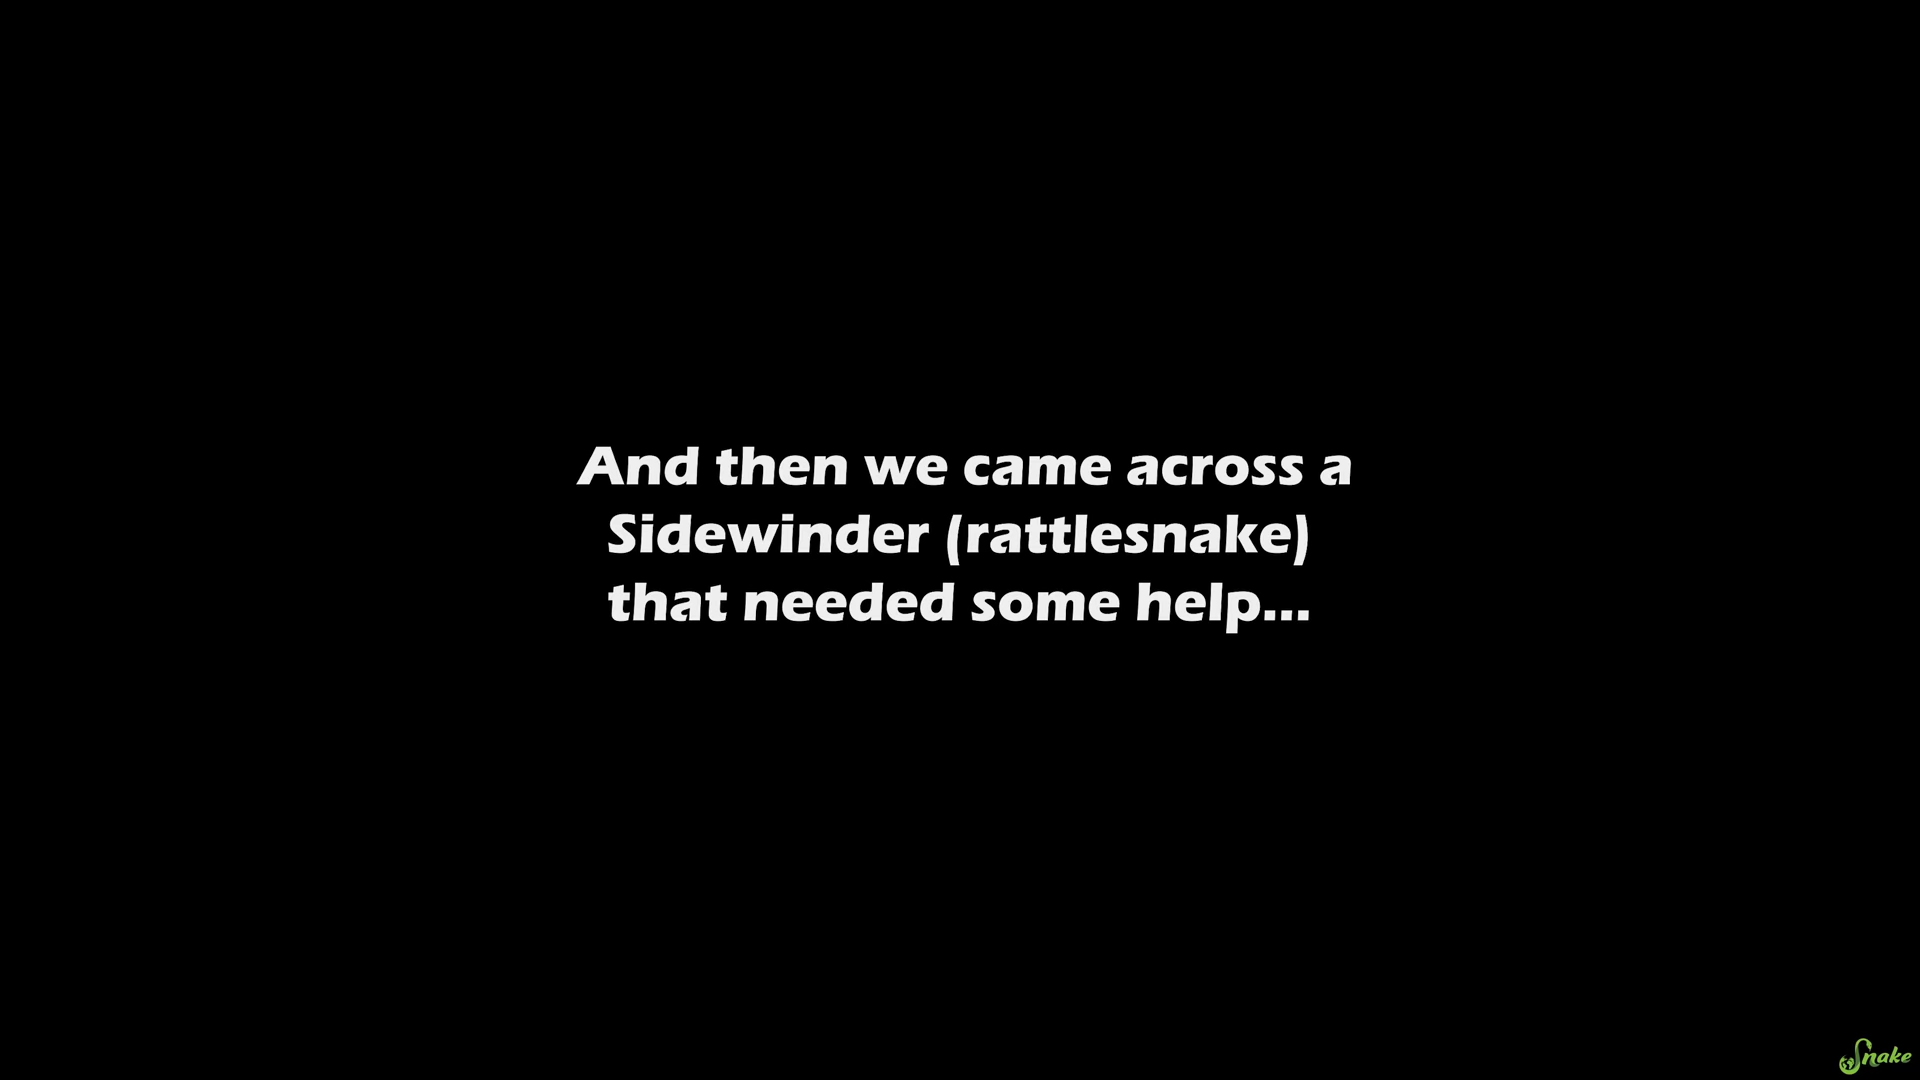 And then we came across a
Sidewinder (rattlesnake)
that needed some help...
Snake